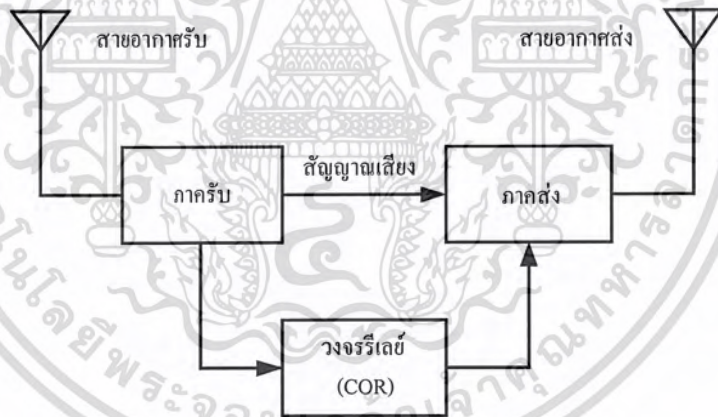 สายอากาศรับ
สายอากาศส่ง
สัญญาณเสียง
ภาครับ
ภาคส่ง
วงจรรีเลย์
(COR)